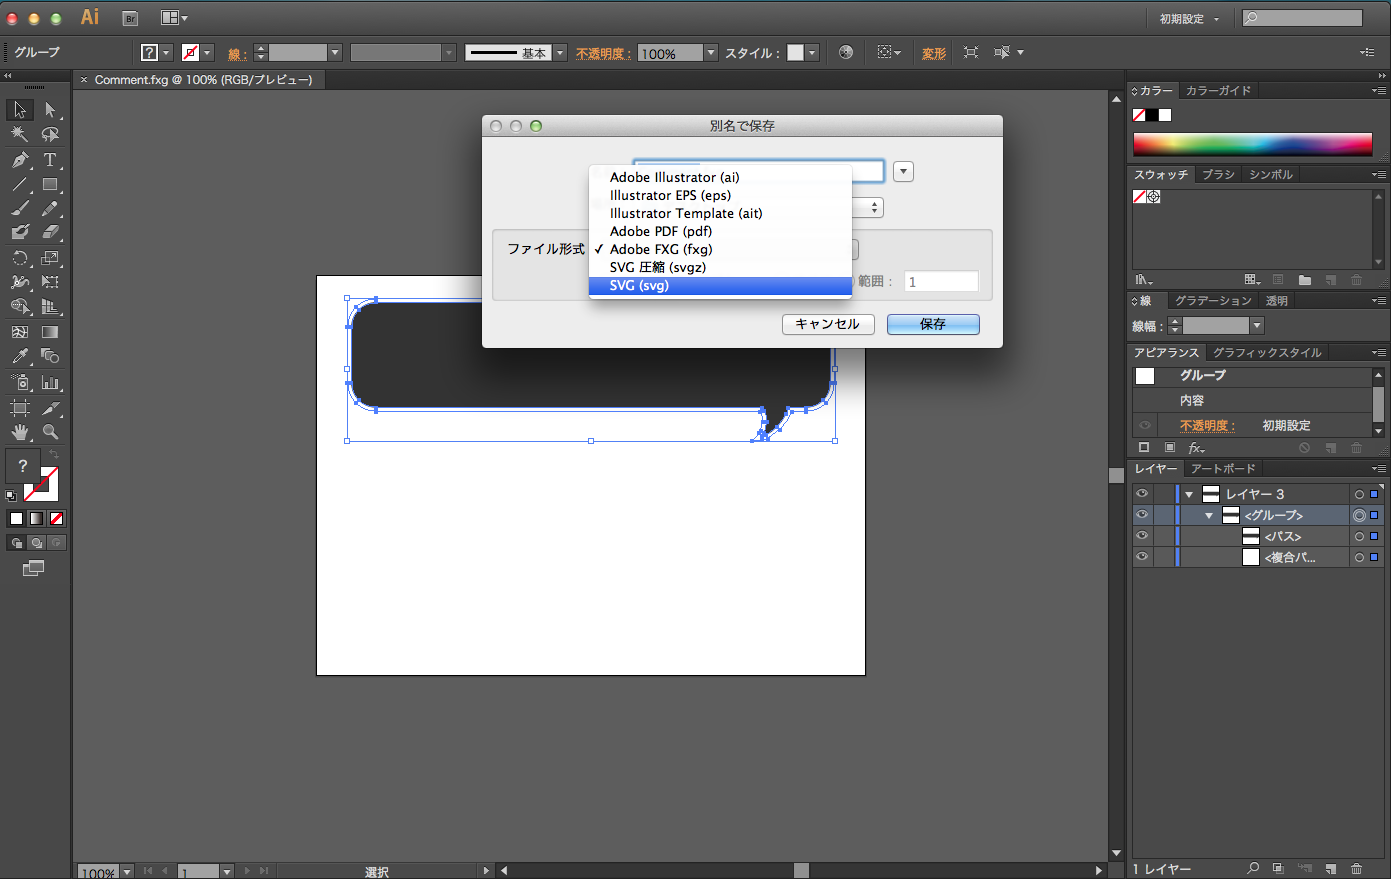 Ai
Br
初期設定
グループ
?
線 :
基本
不透明度 :
100%
スタイル :
変形
× Comment.fxg @ 100% (RGB/プレビュー)
別名で保存
Adobe Illustrator (ai)
Illustrator EPS (eps)
Illustrator Template (ait)
Adobe PDF (pdf)
ファイル形式 ✓ Adobe FXG (fxg)
SVG 圧縮 (svgz)
SVG (svg)
範囲 :
1
キャンセル
保存
T
?
カラー
カラーガイド
スウォッチ
ブラシ
シンボル
線
グラデーション
透明
線幅 :
アピアランス
グラフィックスタイル
グループ
内容
不透明度 :
初期設定
fx
レイヤー
アートボード
レイヤー 3
<グループ>
<パス>
<複合パ...
1 レイヤー
100%
1
選択